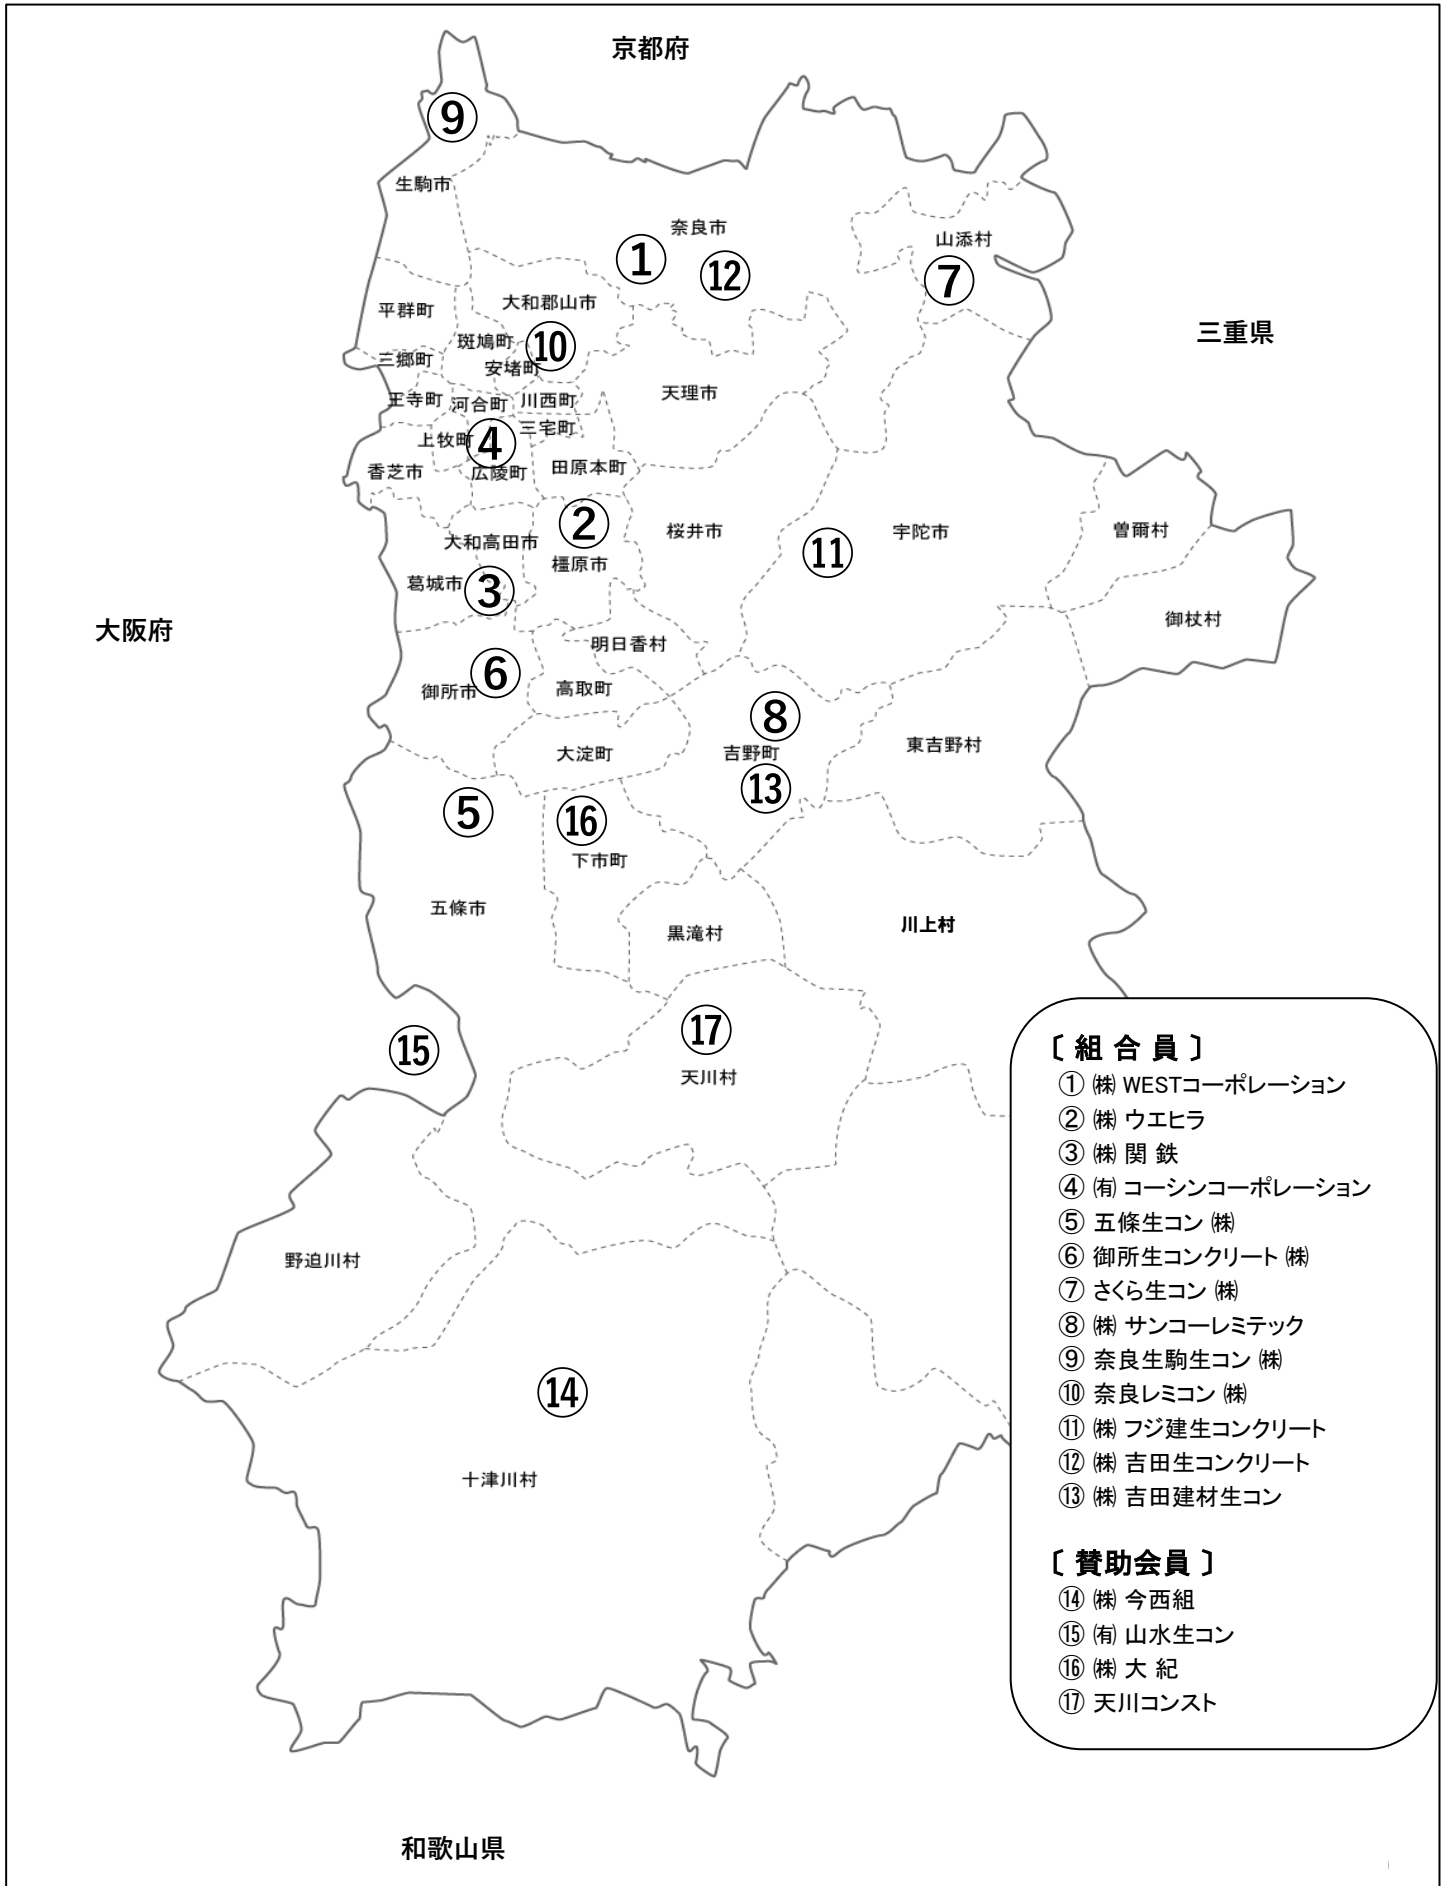 京都府
⑨
生駒市
奈良市
①
⑫
山添村
⑦
平群町
大和郡山市
三重県
斑鳩町
⑩
三郷町
安堵町
天理市
王寺町
河合町
川西町
三宅町
上牧町
④
香芝市
広陵町
田原本町
②
桜井市
⑪
宇陀市
曽爾村
大和高田市
橿原市
葛城市
③
御杖村
大阪府
明日香村
⑥
御所市
高取町
⑧
東吉野村
大淀町
吉野町
⑬
⑤
⑯
下市町
五條市
黒滝村
川上村
⑰
⑮
天川村
野迫川村
⑭
十津川村
和歌山県
〔 組 合 員 〕
① ㈱ WESTコーポレーション
② ㈱ ウエヒラ
③ ㈱ 関 鉄
④ ㈲ コーシンコーポレーション
⑤ 五條生コン ㈱
⑥ 御所生コンクリート ㈱
⑦ さくら生コン ㈱
⑧ ㈱ サンコーレミテック
⑨ 奈良生駒生コン ㈱
⑩ 奈良レミコン ㈱
⑪ ㈱ フジ建生コンクリート
⑫ ㈱ 吉田生コンクリート
⑬ ㈱ 吉田建材生コン
〔 賛助会員 〕
⑭ ㈱ 今西組
⑮ ㈲ 山水生コン
⑯ ㈱ 大 紀
⑰ 天川コンスト